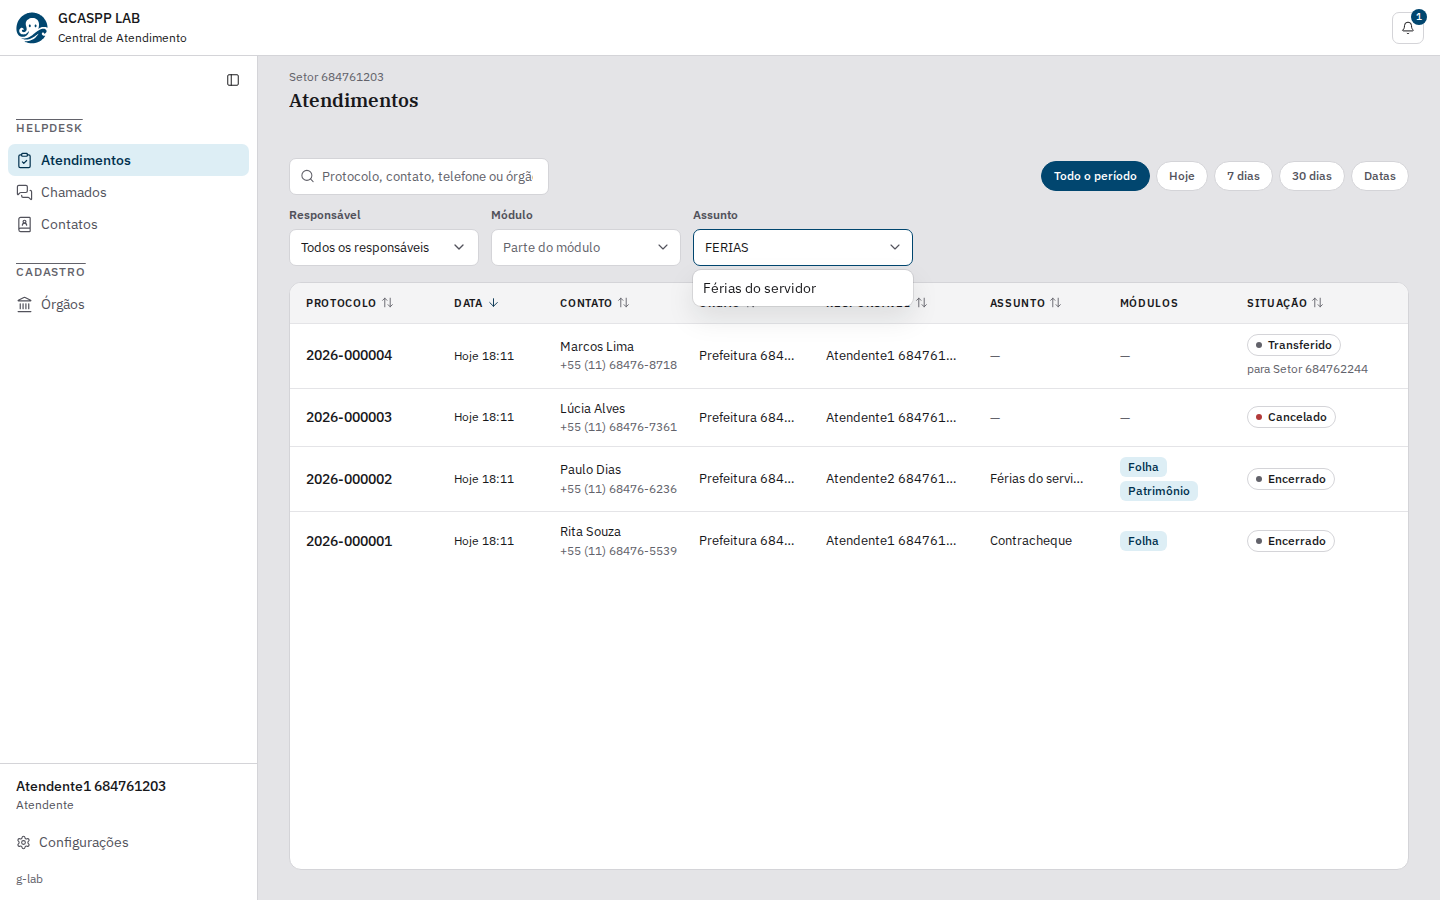 GCASPP LAB
Central de Atendimento
1
HELPDESK
Atendimentos
Chamados
Contatos
CADASTRO
Órgãos
Atendente1 684761203
Atendente
Configurações
g-lab
Setor 684761203
Atendimentos
Protocolo, contato, telefone ou órgã
Todo o período
Hoje
7 dias
30 dias
Datas
Responsável
Módulo
Assunto
Todos os responsáveis
Parte do módulo
FERIAS
Férias do servidor
PROTOCOLO
DATA
CONTATO
ASSUNTO
MÓDULOS
SITUAÇÃO
2026-000004
Hoje 18:11
Marcos Lima
+55 (11) 68476-8718
Prefeitura 684...
Atendente1 684761...
—
—
Transferido
para Setor 684762244
2026-000003
Hoje 18:11
Lúcia Alves
+55 (11) 68476-7361
Prefeitura 684...
Atendente1 684761...
—
—
Cancelado
2026-000002
Hoje 18:11
Paulo Dias
+55 (11) 68476-6236
Prefeitura 684...
Atendente2 684761...
Férias do servi...
Folha
Patrimônio
Encerrado
2026-000001
Hoje 18:11
Rita Souza
+55 (11) 68476-5539
Prefeitura 684...
Atendente1 684761...
Contracheque
Folha
Encerrado